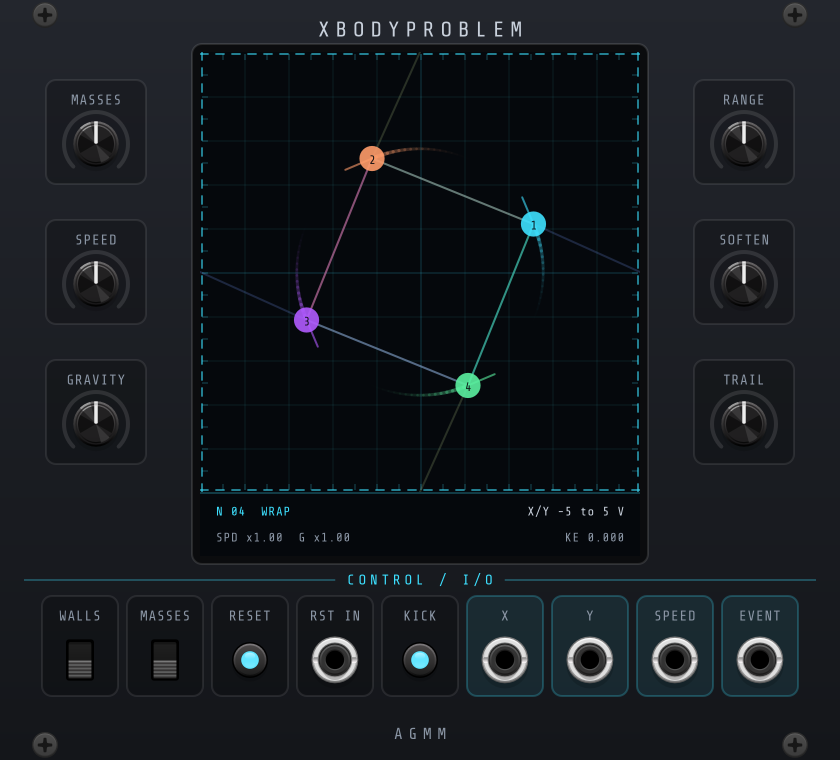 XBODYPROBLEM
MASSES
RANGE
2
1
SPEED
SOFTEN
3
GRAVITY
TRAIL
4
N 04 WRAP
X/Y -5 to 5 V
SPD x1.00 G x1.00
KE 0.000
CONTROL / I/O
WALLS
MASSES
RESET
RST IN
KICK
X
Y
SPEED
EVENT
AGMM